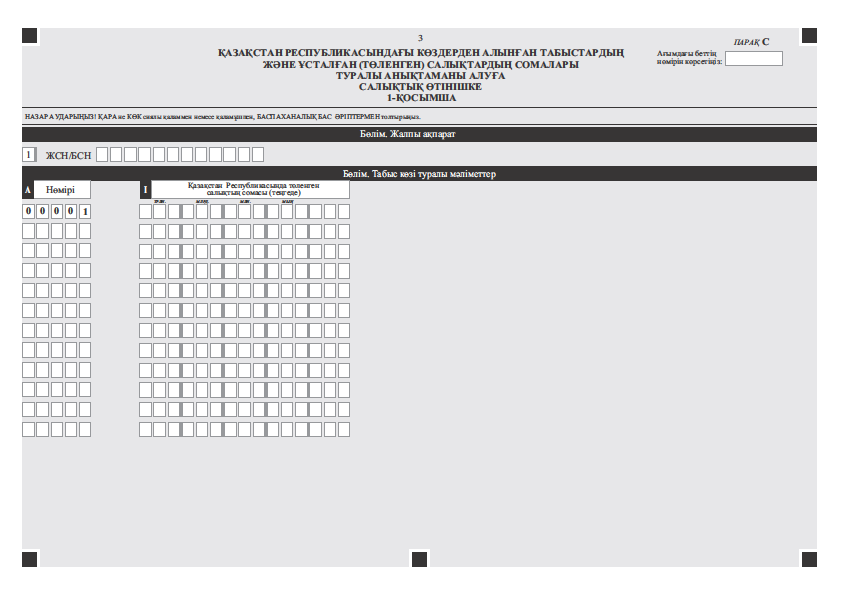 3
ПАРАҚ С
ҚАЗАҚСТАН РЕСПУБЛИКАСЫНДАҒЫ КӨЗДЕРДЕН АЛЫНҒАН ТАБЫСТАРДЫҢ
ЖӘНЕ ҰСТАЛҒАН (ТӨЛЕНГЕН) САЛЫҚТАРДЫҢ СОМАЛАРЫ
ТУРАЛЫ АНЫҚТАМАНЫ АЛУҒА
САЛЫҚТЫҚ ӨТІНІШКЕ
1-ҚОСЫМША
Ағымдағы беттің
нөмірін көрсетіңіз:
НАЗАР АУДАРЫҢЫЗ! ҚАРА не КӨК сиялы қаламмен немесе қаламұшпен, БАСПАХАНАЛЫҚ БАС ӘРІПТЕРМЕН толтырыңыз.
Бөлім. Жалпы ақпарат
1 ЖСН/БСН
Бөлім. Табыс көзі туралы мәліметтер
A Нөмірі
I Қазақстан Республикасында төленген
салықтың сомасы (теңгеде)
0 0 0 0 1